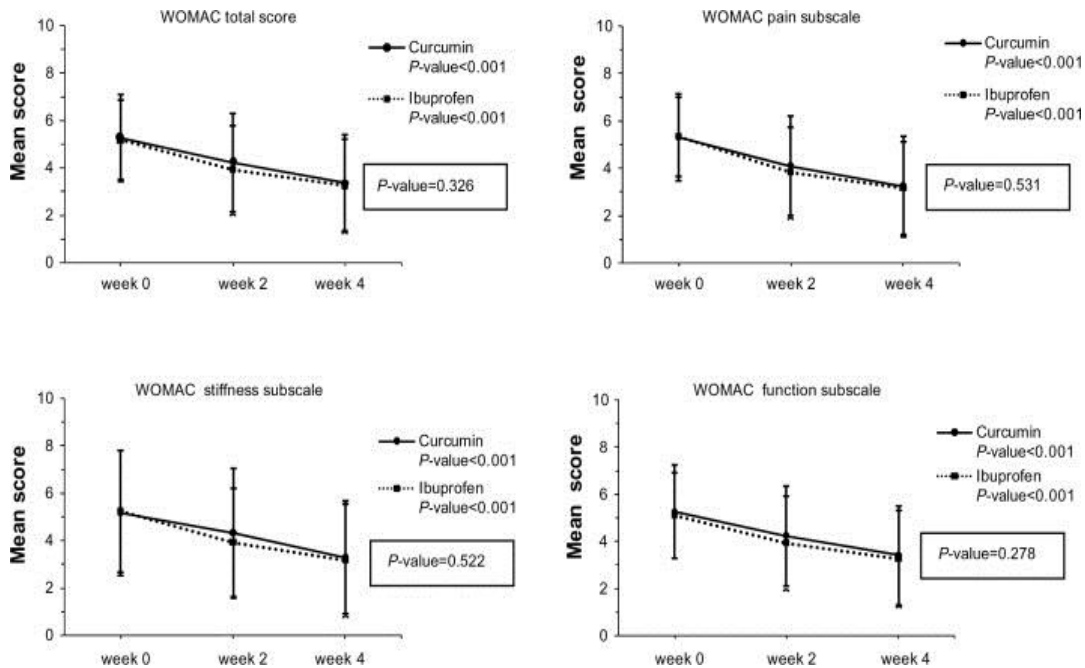 WOMAC total score
10
8
6
4
2
0
Mean score
Curcumin
P-value<0.001
Ibuprofen
P-value<0.001
P-value=0.326
week 0 week 2 week 4
WOMAC pain subscale
10
8
6
4
2
0
Mean score
Curcumin
P-value<0.001
Ibuprofen
P-value<0.001
P-value=0.531
week 0 week 2 week 4
WOMAC stiffness subscale
10
8
6
4
2
0
Mean score
Curcumin
P-value<0.001
Ibuprofen
P-value<0.001
P-value=0.522
week 0 week 2 week 4
WOMAC function subscale
10
8
6
4
2
0
Mean score
Curcumin
P-value<0.001
Ibuprofen
P-value<0.001
P-value=0.278
week 0 week 2 week 4